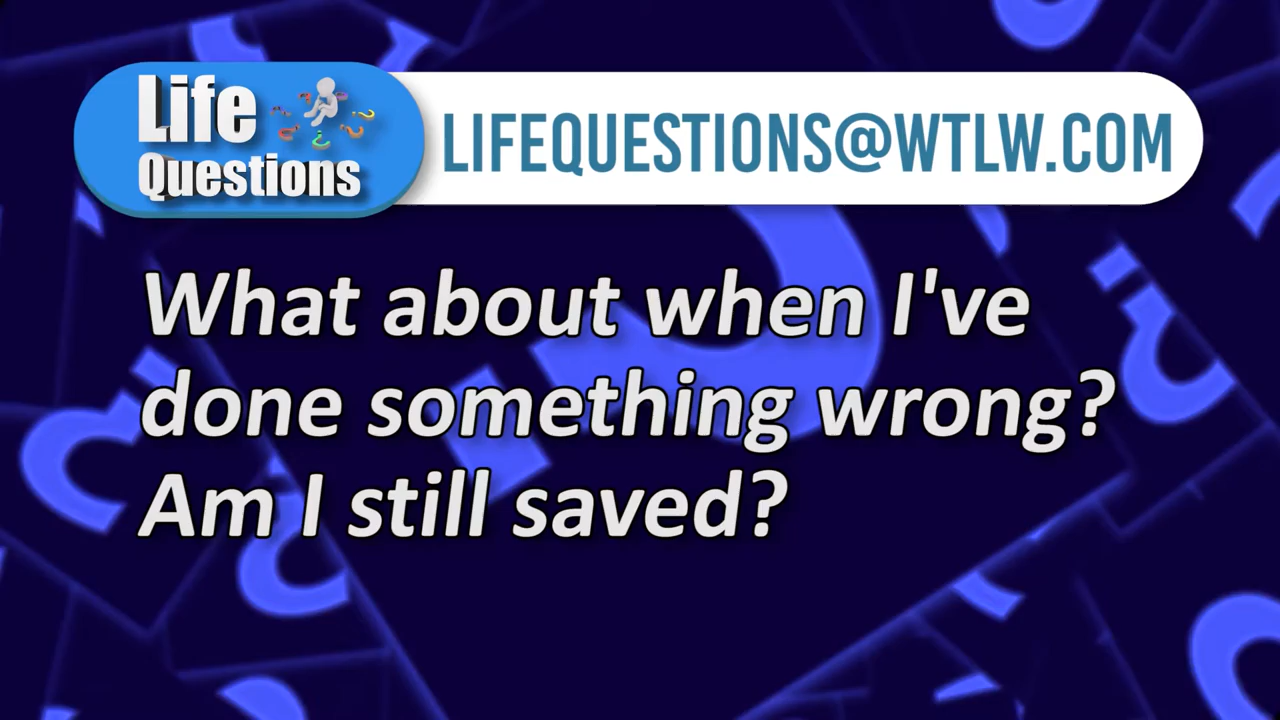 Life
Questions
LIFEQUESTIONS@WTLW.COM
What about when I've
done something wrong?
Am I still saved?